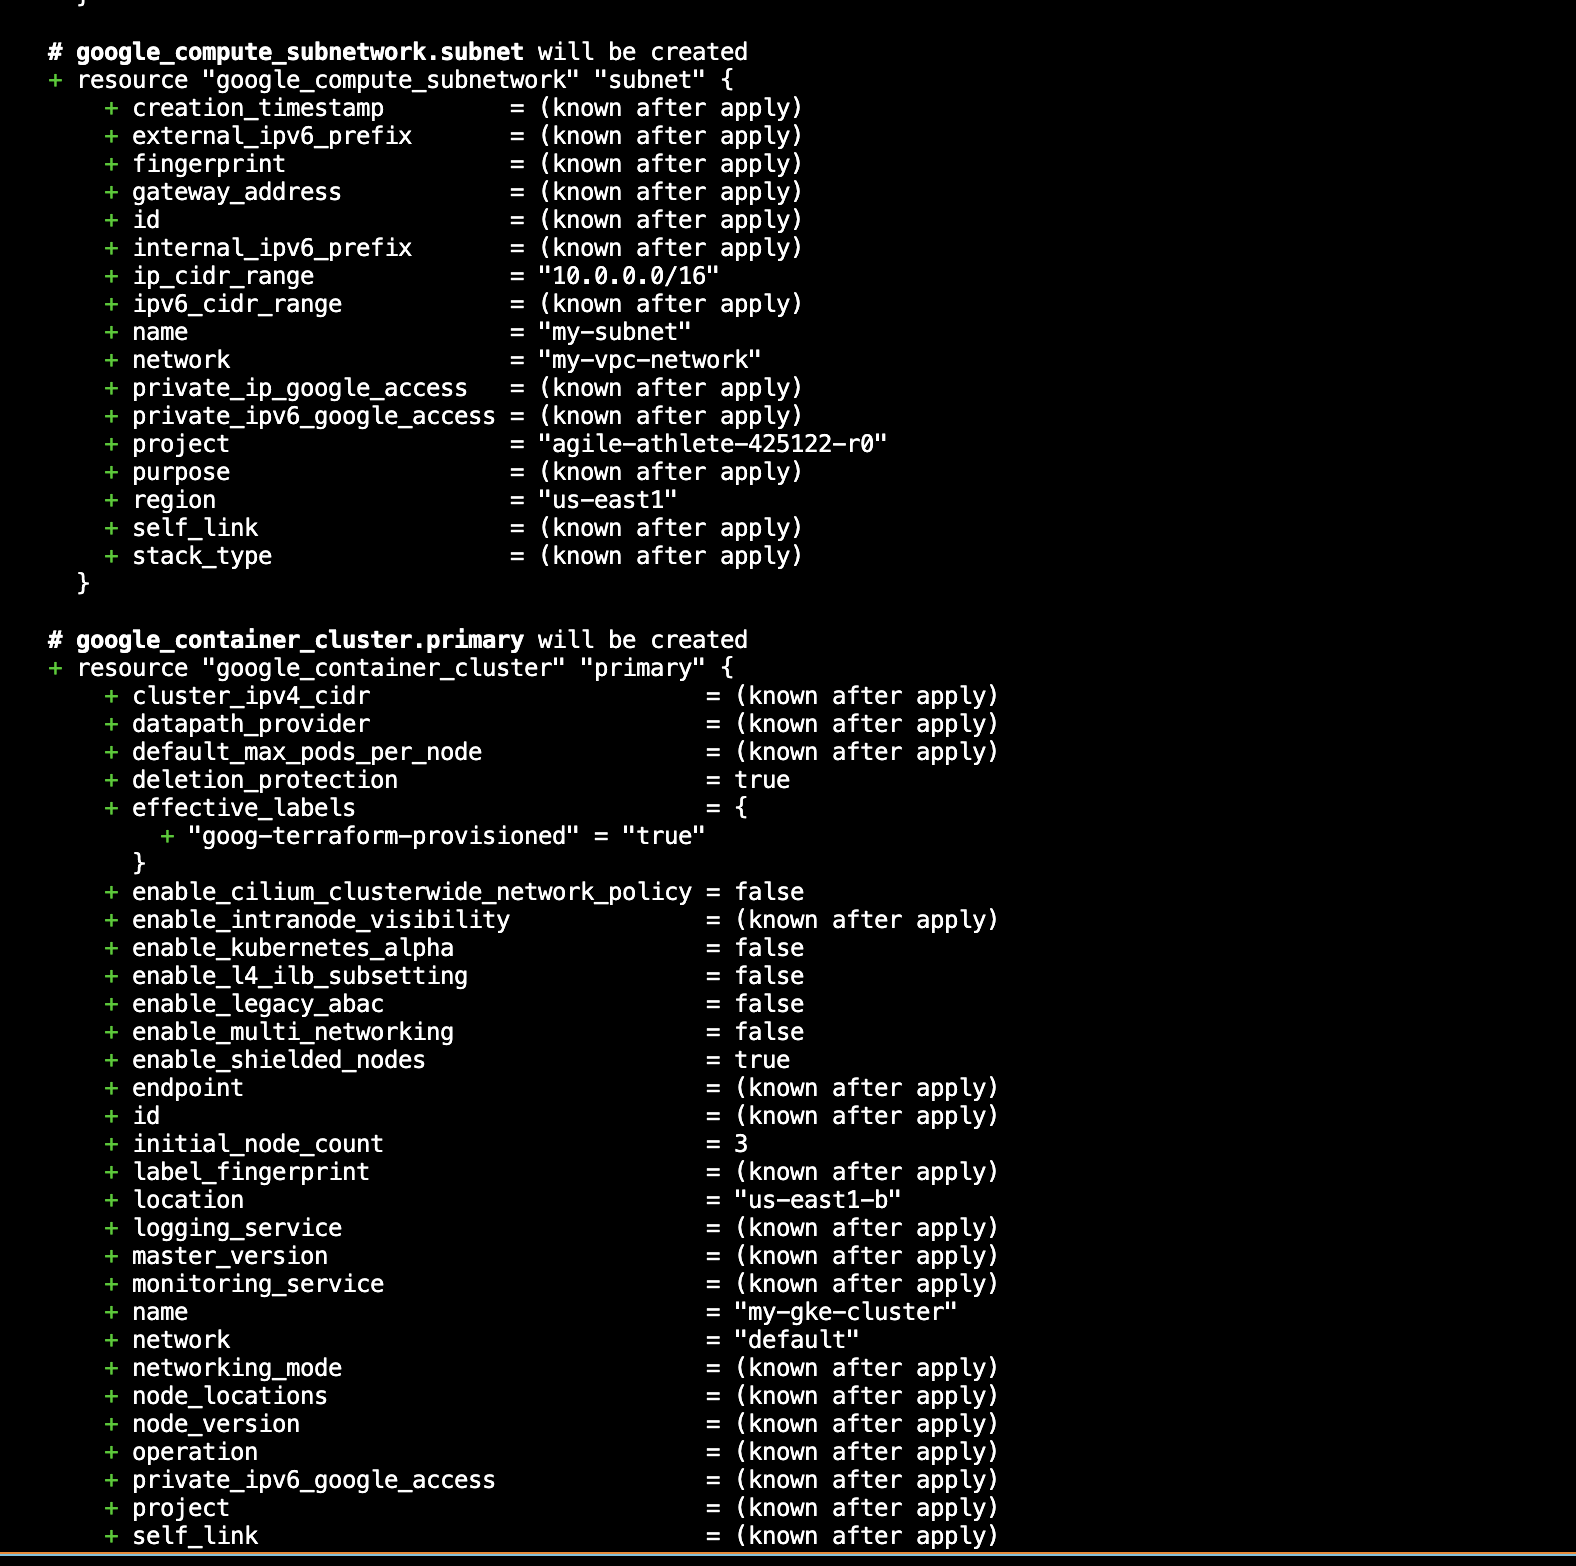 }
# google_compute_subnetwork.subnet will be created
+ resource "google_compute_subnetwork" "subnet" {
+ creation_timestamp = (known after apply)
+ external_ipv6_prefix = (known after apply)
+ fingerprint = (known after apply)
+ gateway_address = (known after apply)
+ id = (known after apply)
+ internal_ipv6_prefix = (known after apply)
+ ip_cidr_range = "10.0.0.0/16"
+ ipv6_cidr_range = (known after apply)
+ name = "my-subnet"
+ network = "my-vpc-network"
+ private_ip_google_access = (known after apply)
+ private_ipv6_google_access = (known after apply)
+ project = "agile-athlete-425122-r0"
+ purpose = (known after apply)
+ region = "us-east1"
+ self_link = (known after apply)
+ stack_type = (known after apply)
}
# google_container_cluster.primary will be created
+ resource "google_container_cluster" "primary" {
+ cluster_ipv4_cidr = (known after apply)
+ datapath_provider = (known after apply)
+ default_max_pods_per_node = (known after apply)
+ deletion_protection = true
+ effective_labels = {
+ "goog-terraform-provisioned" = "true"
}
+ enable_cilium_clusterwide_network_policy = false
+ enable_intranode_visibility = (known after apply)
+ enable_kubernetes_alpha = false
+ enable_l4_ilb_subsetting = false
+ enable_legacy_abac = false
+ enable_multi_networking = false
+ enable_shielded_nodes = true
+ endpoint = (known after apply)
+ id = (known after apply)
+ initial_node_count = 3
+ label_fingerprint = (known after apply)
+ location = "us-east1-b"
+ logging_service = (known after apply)
+ master_version = (known after apply)
+ monitoring_service = (known after apply)
+ name = "my-gke-cluster"
+ network = "default"
+ networking_mode = (known after apply)
+ node_locations = (known after apply)
+ node_version = (known after apply)
+ operation = (known after apply)
+ private_ipv6_google_access = (known after apply)
+ project = (known after apply)
+ self_link = (known after apply)